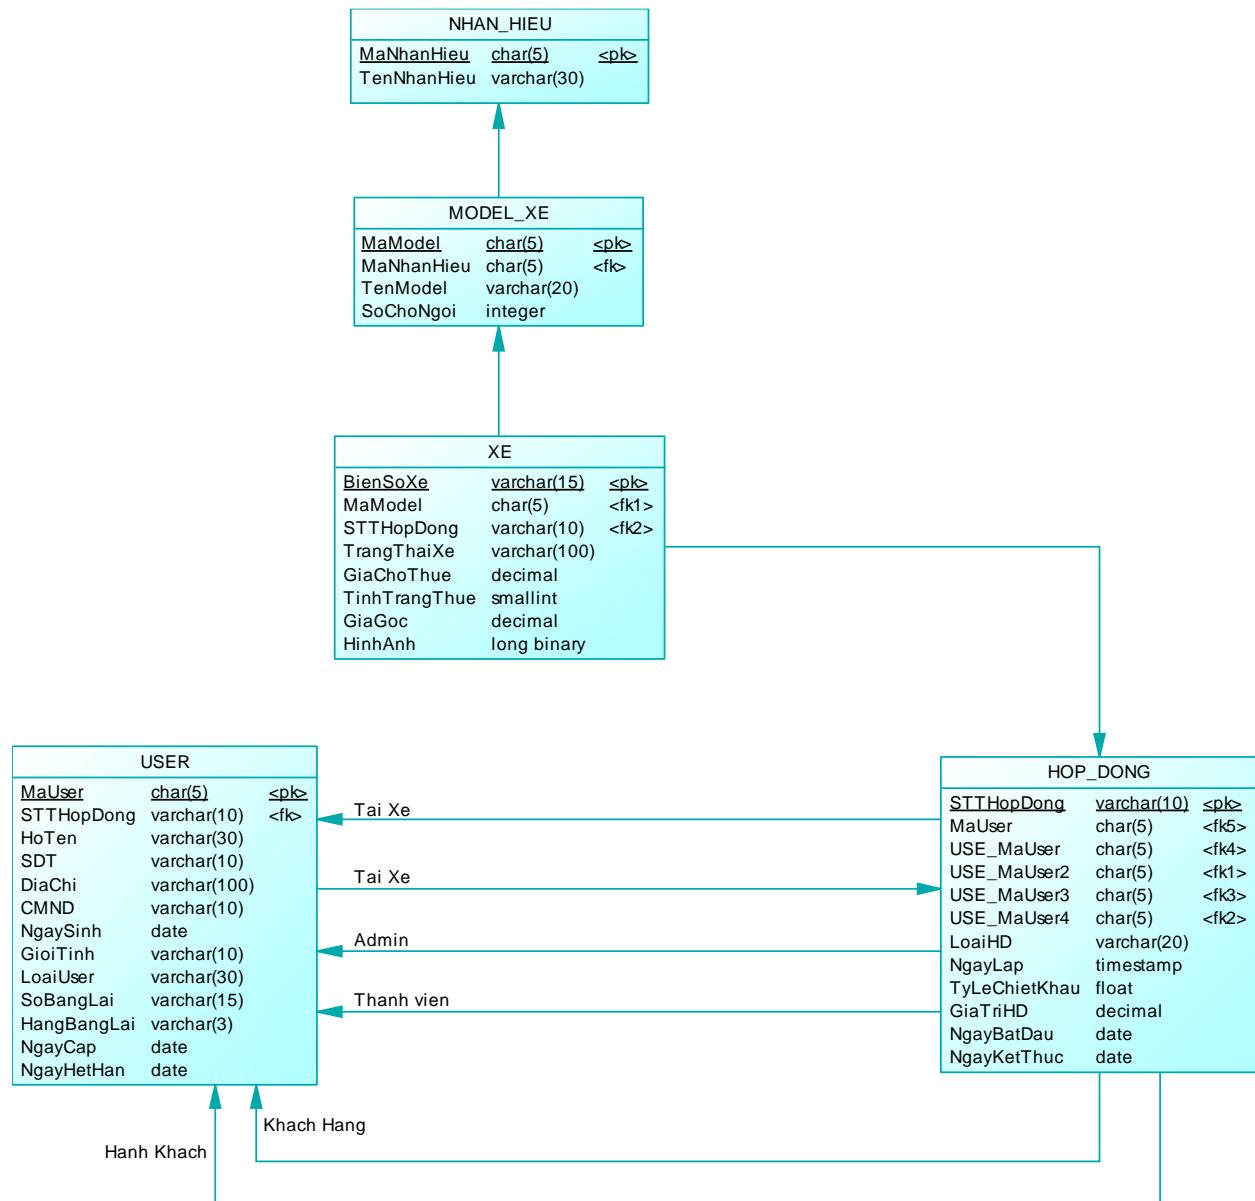 NHAN_HIEU
MaNhanHieu char(5) <pk>
TenNhanHieu varchar(30)
MODEL_XE
MaModel char(5) <pk>
MaNhanHieu char(5) <fk>
TenModel varchar(20)
SoChoNgoi integer
XE
BienSoXe varchar(15) <pk>
MaModel char(5) <fk1>
STTHopDong varchar(10) <fk2>
TrangThaiXe varchar(100)
GiaChoThue decimal
TinhTrangThue smallint
GiaGoc decimal
HinhAnh long binary
USER
MaUser char(5) <pk>
STTHopDong varchar(10) <fk>
HoTen varchar(30)
SDT varchar(10)
DiaChi varchar(100)
CMND varchar(10)
NgaySinh date
GioiTinh varchar(10)
LoaiUser varchar(30)
SoBangLai varchar(15)
HangBangLai varchar(3)
NgayCap date
NgayHetHan date
Tai Xe
Tai Xe
Admin
Thanh vien
HOP_DONG
STTHopDong varchar(10) <pk>
MaUser char(5) <fk5>
USE_MaUser char(5) <fk4>
USE_MaUser2 char(5) <fk1>
USE_MaUser3 char(5) <fk3>
USE_MaUser4 char(5) <fk2>
LoaiHD varchar(20)
NgayLap timestamp
TyLeChietKhau float
GiaTriHD decimal
NgayBatDau date
NgayKetThuc date
Khach Hang
Hanh Khach